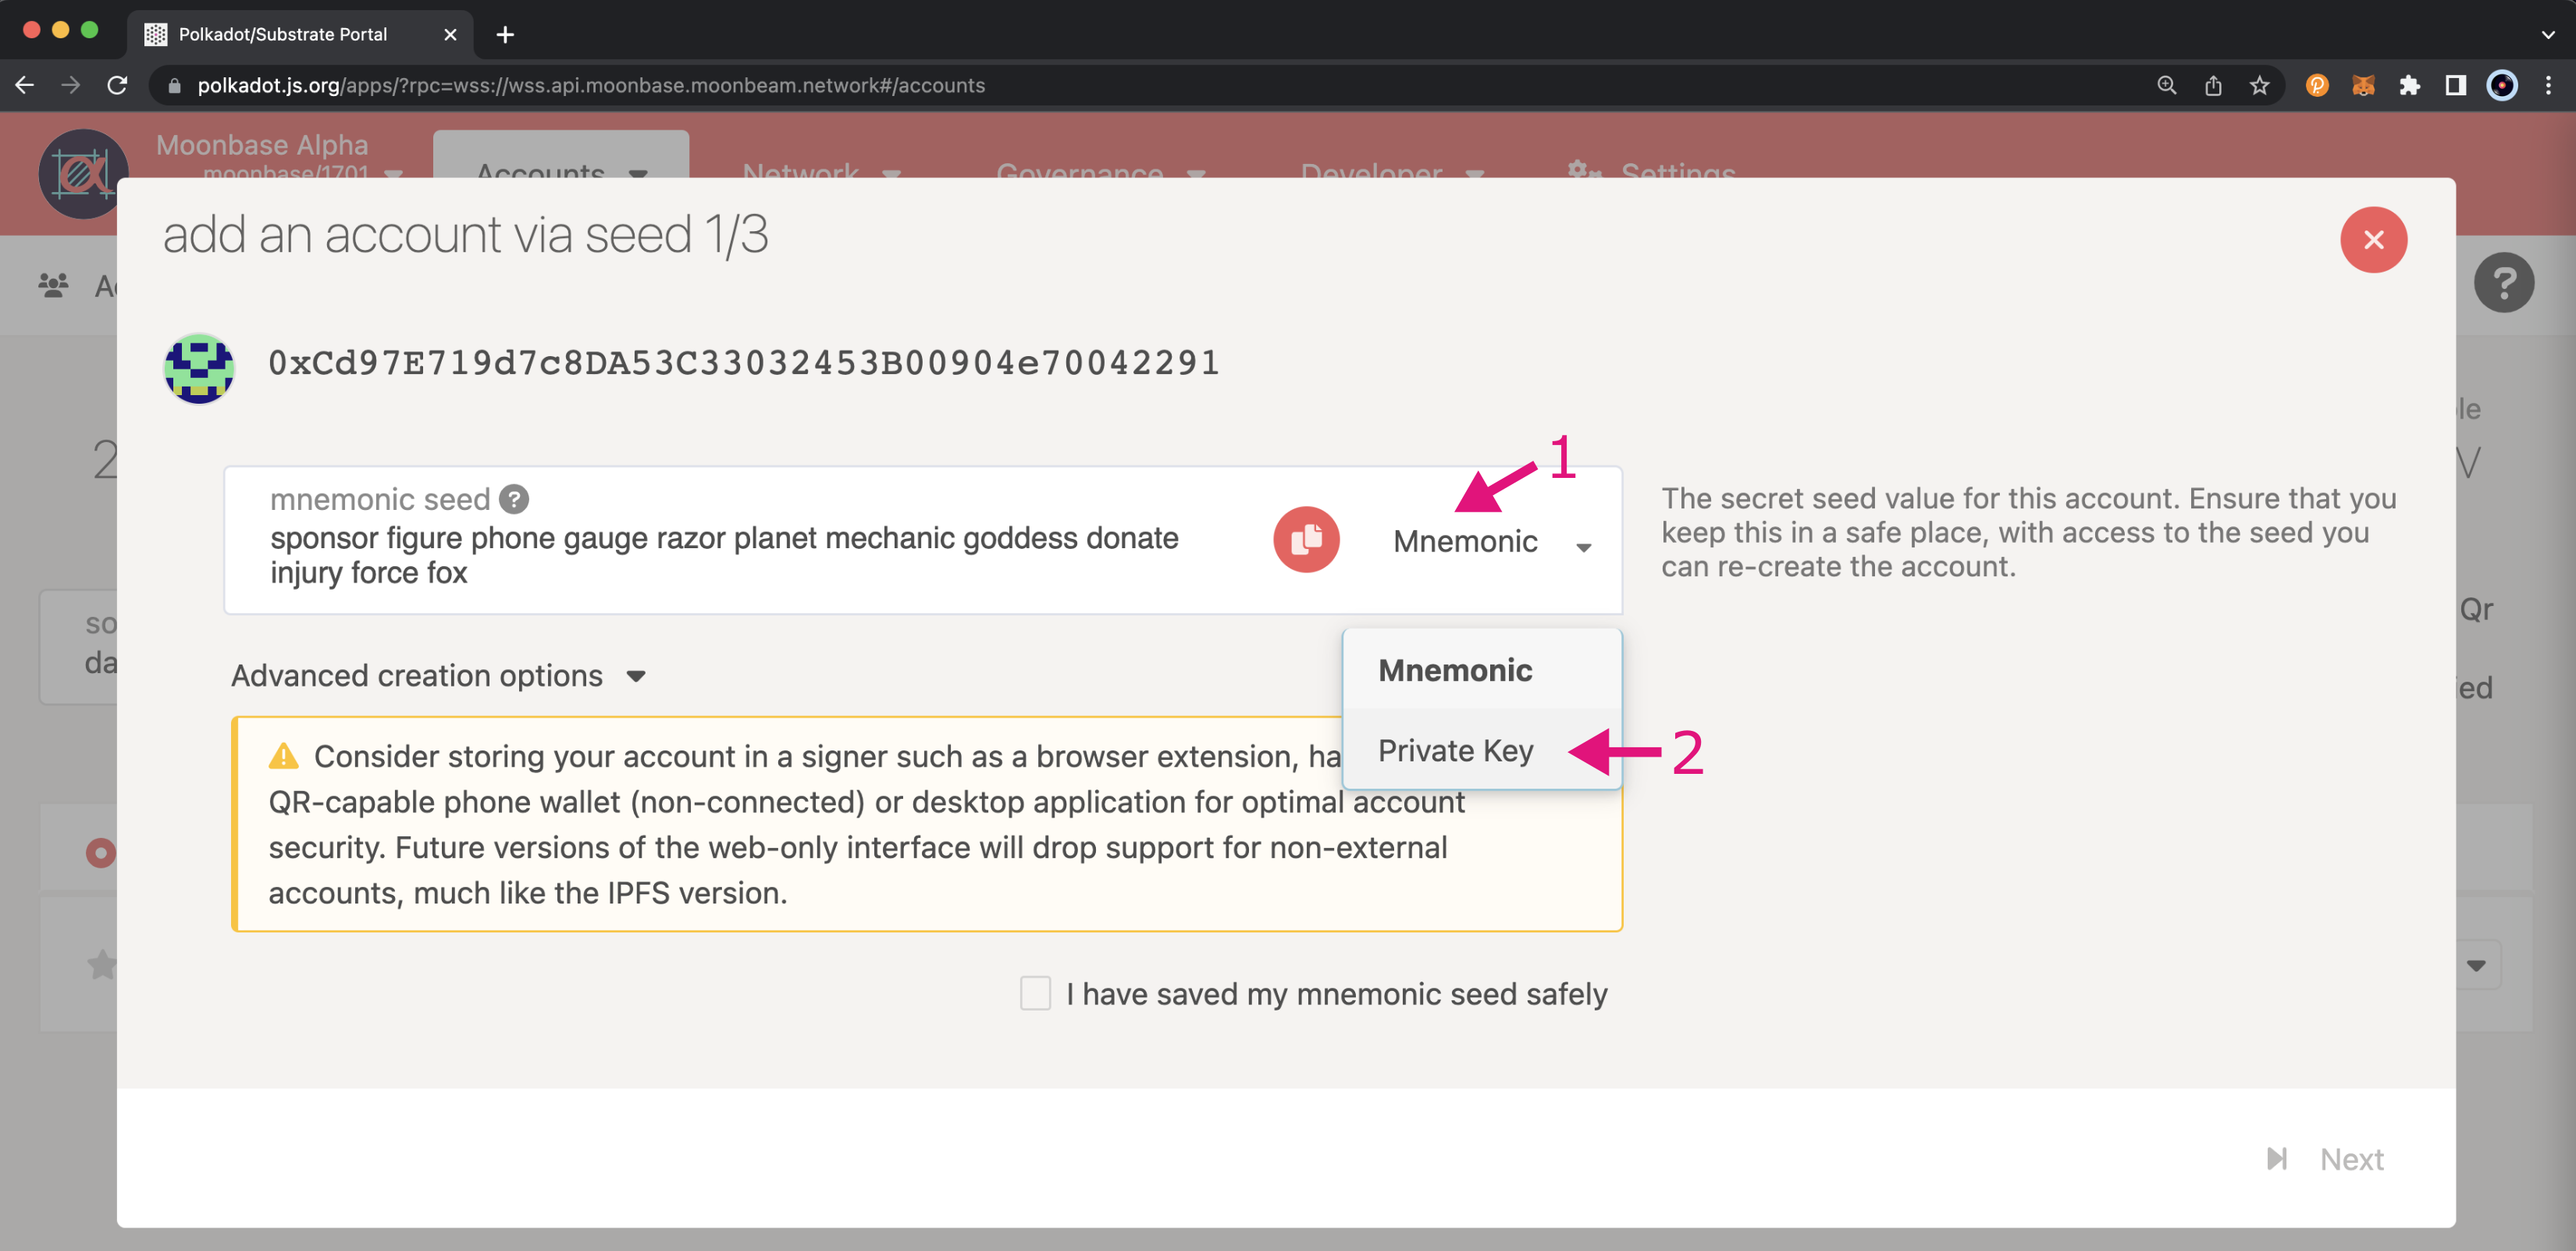 Polkadot/Substrate Portal
polkadot.js.org/apps/?rpc=wss://wss.api.moonbase.moonbeam.network#/accounts
Moonbase Alpha
moonbase/1701
Accounts
Network
Governance
Developer
Settings
add an account via seed 1/3
0xCd97E719d7c8DA53C33032453B00904e70042291
1
mnemonic seed
sponsor figure phone gauge razor planet mechanic goddess donate
injury force fox
Mnemonic
The secret seed value for this account. Ensure that you
keep this in a safe place, with access to the seed you
can re-create the account.
Advanced creation options
Mnemonic
Private Key
2
Consider storing your account in a signer such as a browser extension, ha
QR-capable phone wallet (non-connected) or desktop application for optimal account
security. Future versions of the web-only interface will drop support for non-external
accounts, much like the IPFS version.
I have saved my mnemonic seed safely
Qr
Next